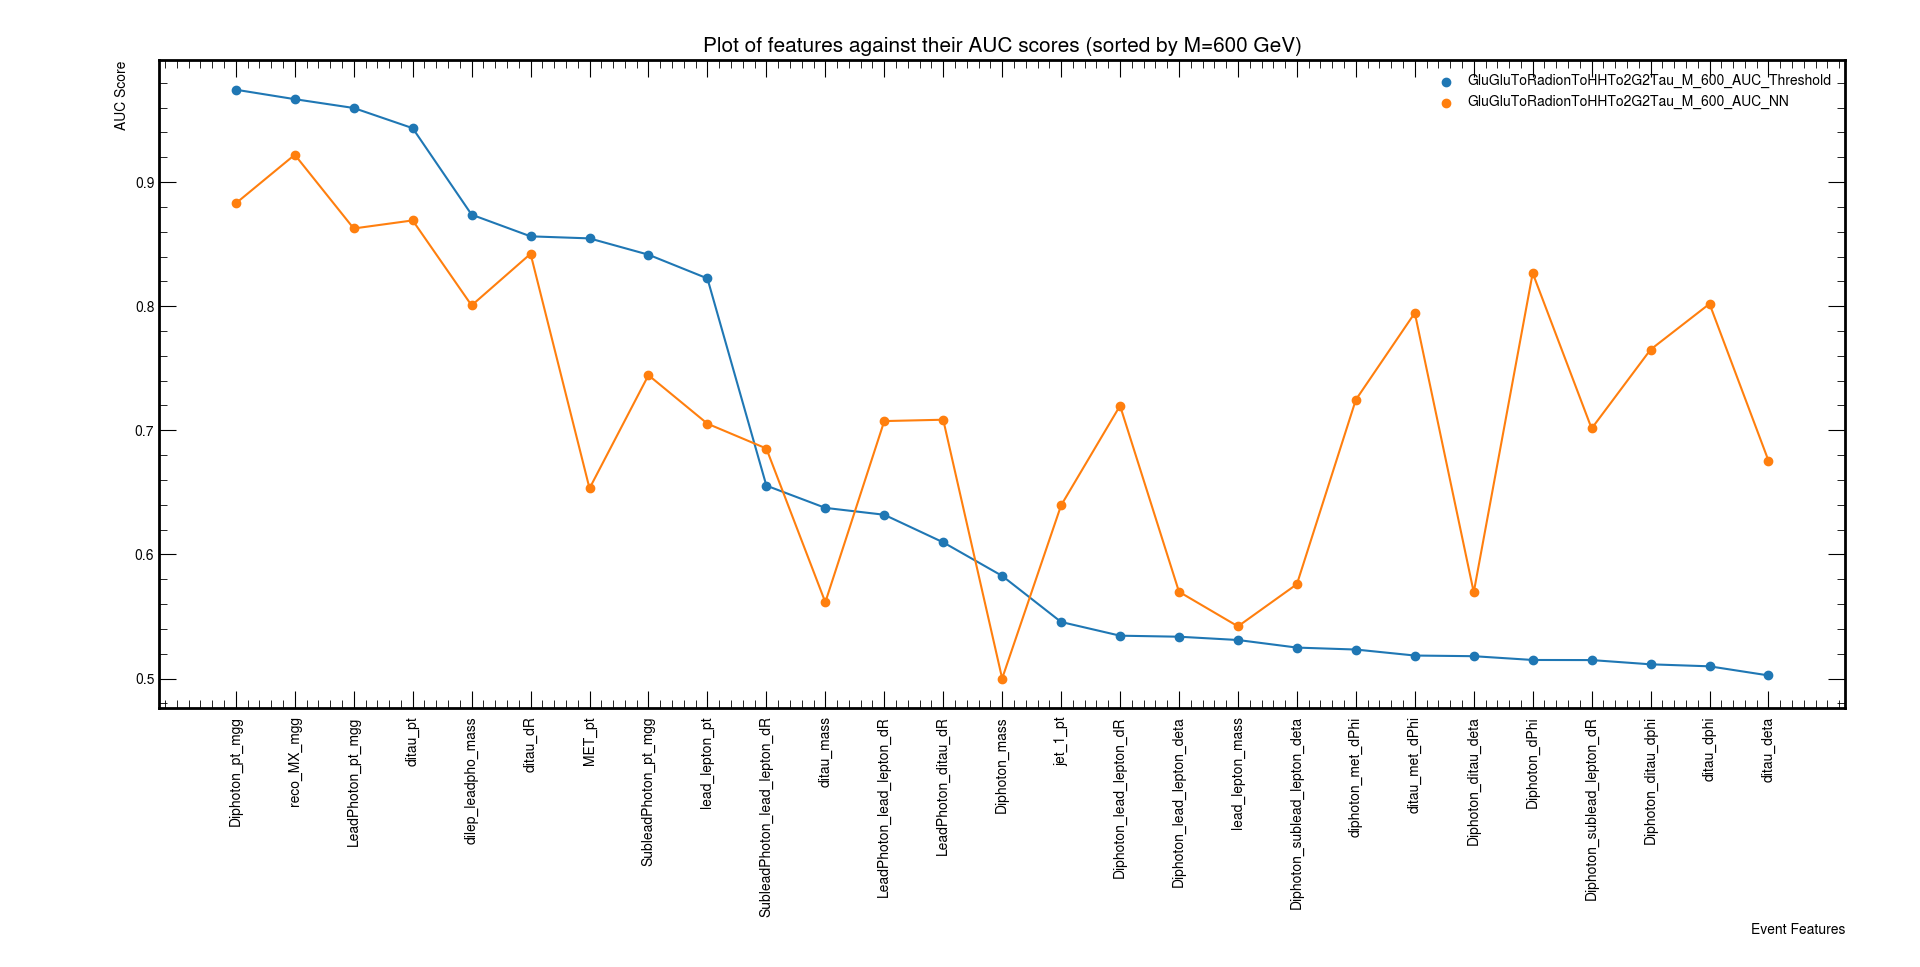 Plot of features against their AUC scores (sorted by M=600 GeV)
AUC Score
GluGluToRadionToHHTo2G2Tau_M_600_AUC_Threshold
GluGluToRadionToHHTo2G2Tau_M_600_AUC_NN
0.9
0.8
0.7
0.6
0.5
Diphoton_pt_mgg
reco_MX_mgg
LeadPhoton_pt_mgg
ditau_pt
dilep_leadpho_mass
ditau_dR
MET_pt
SubleadPhoton_pt_mgg
lead_lepton_pt
SubleadPhoton_lead_lepton_dR
ditau_mass
LeadPhoton_lead_lepton_dR
LeadPhoton_ditau_dR
Diphoton_mass
jet_1_pt
Diphoton_lead_lepton_dR
Diphoton_lead_lepton_deta
lead_lepton_mass
Diphoton_sublead_lepton_deta
diphoton_met_dPhi
ditau_met_dPhi
Diphoton_ditau_deta
Diphoton_dPhi
Diphoton_sublead_lepton_dR
Diphoton_ditau_dphi
ditau_dphi
ditau_deta
Event Features